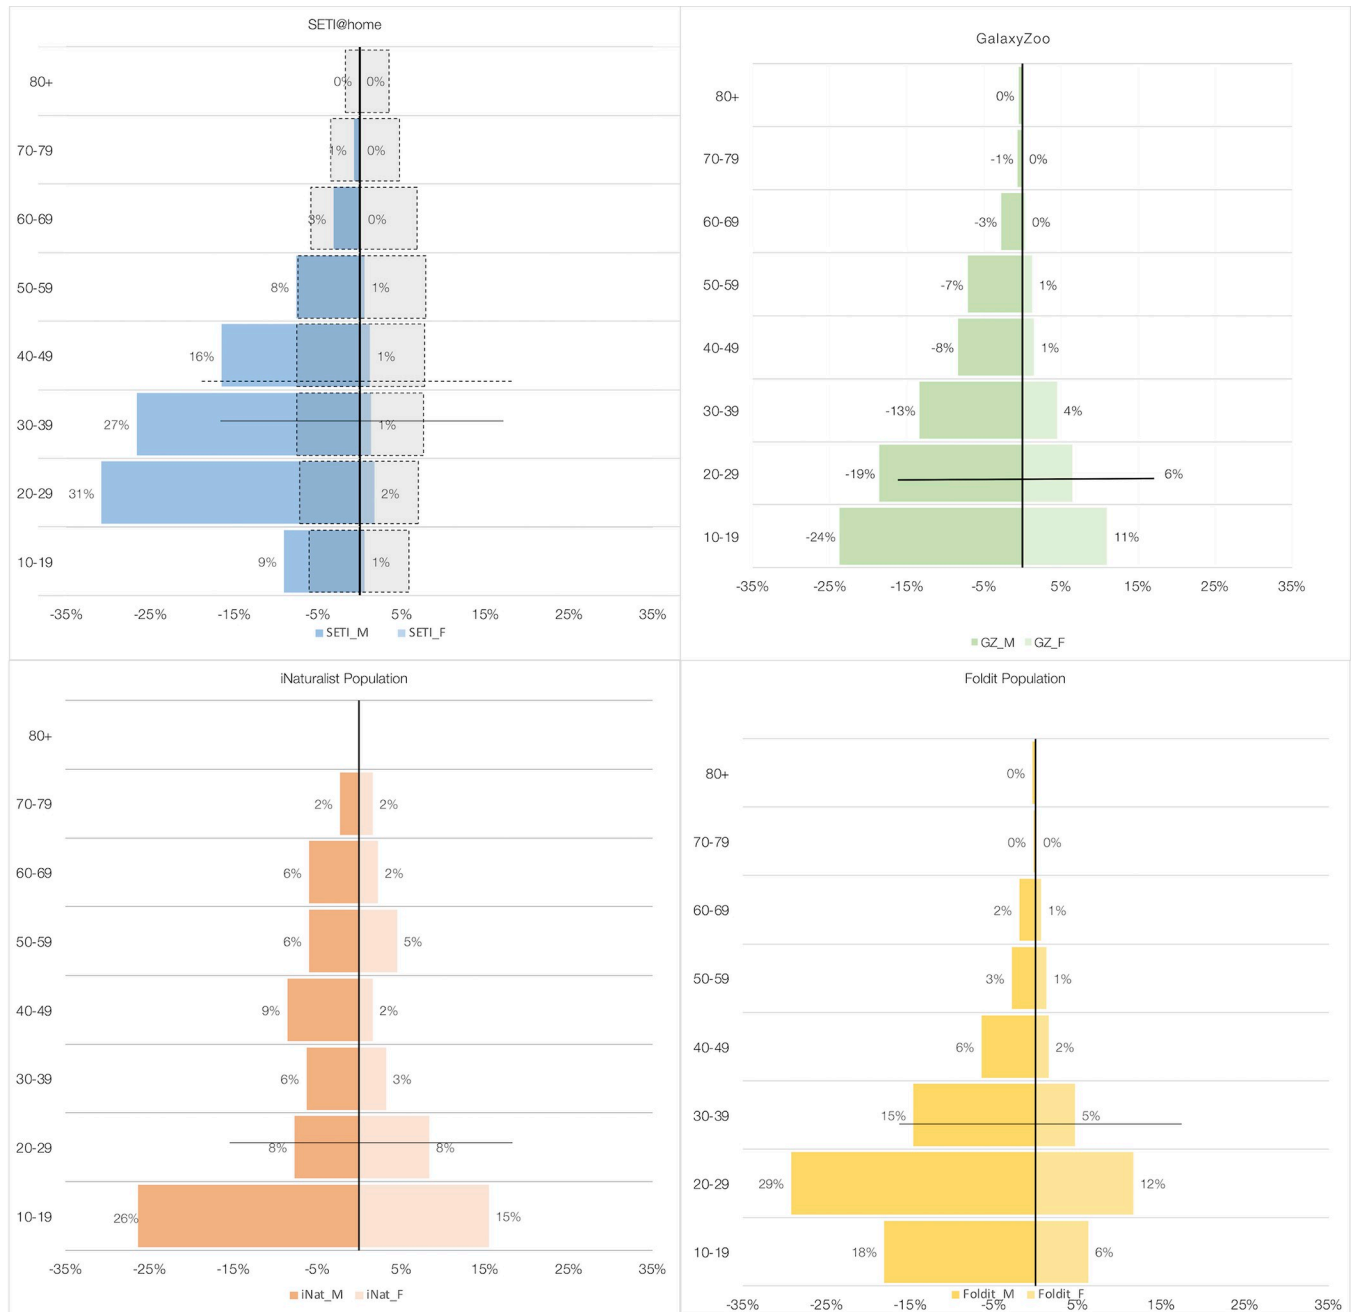 SETI@home
80+ 0% 0%
70-79 1% 0%
60-69 3% 0%
50-59 8% 1%
40-49 16% 1%
30-39 27% 1%
20-29 31% 2%
10-19 9% 1%
-35% -25% -15% -5% 5% 15% 25% 35%
SETI_M SETI_F
GalaxyZoo
80+ 0%
70-79 -1% 0%
60-69 -3% 0%
50-59 -7% 1%
40-49 -8% 1%
30-39 -13% 4%
20-29 -19% 6%
10-19 -24% 11%
-35% -25% -15% -5% 5% 15% 25% 35%
GZ_M GZ_F
iNaturalist Population
80+
70-79 2% 2%
60-69 6% 2%
50-59 6% 5%
40-49 9% 2%
30-39 6% 3%
20-29 8% 8%
10-19 26% 15%
-35% -25% -15% -5% 5% 15% 25% 35%
iNat_M iNat_F
Foldit Population
80+ 0%
70-79 0% 0%
60-69 2% 1%
50-59 3% 1%
40-49 6% 2%
30-39 15% 5%
20-29 29% 12%
10-19 18% 6%
Foldit_M Foldit_F
-35% -25% -15% -5% 5% 15% 25% 35%